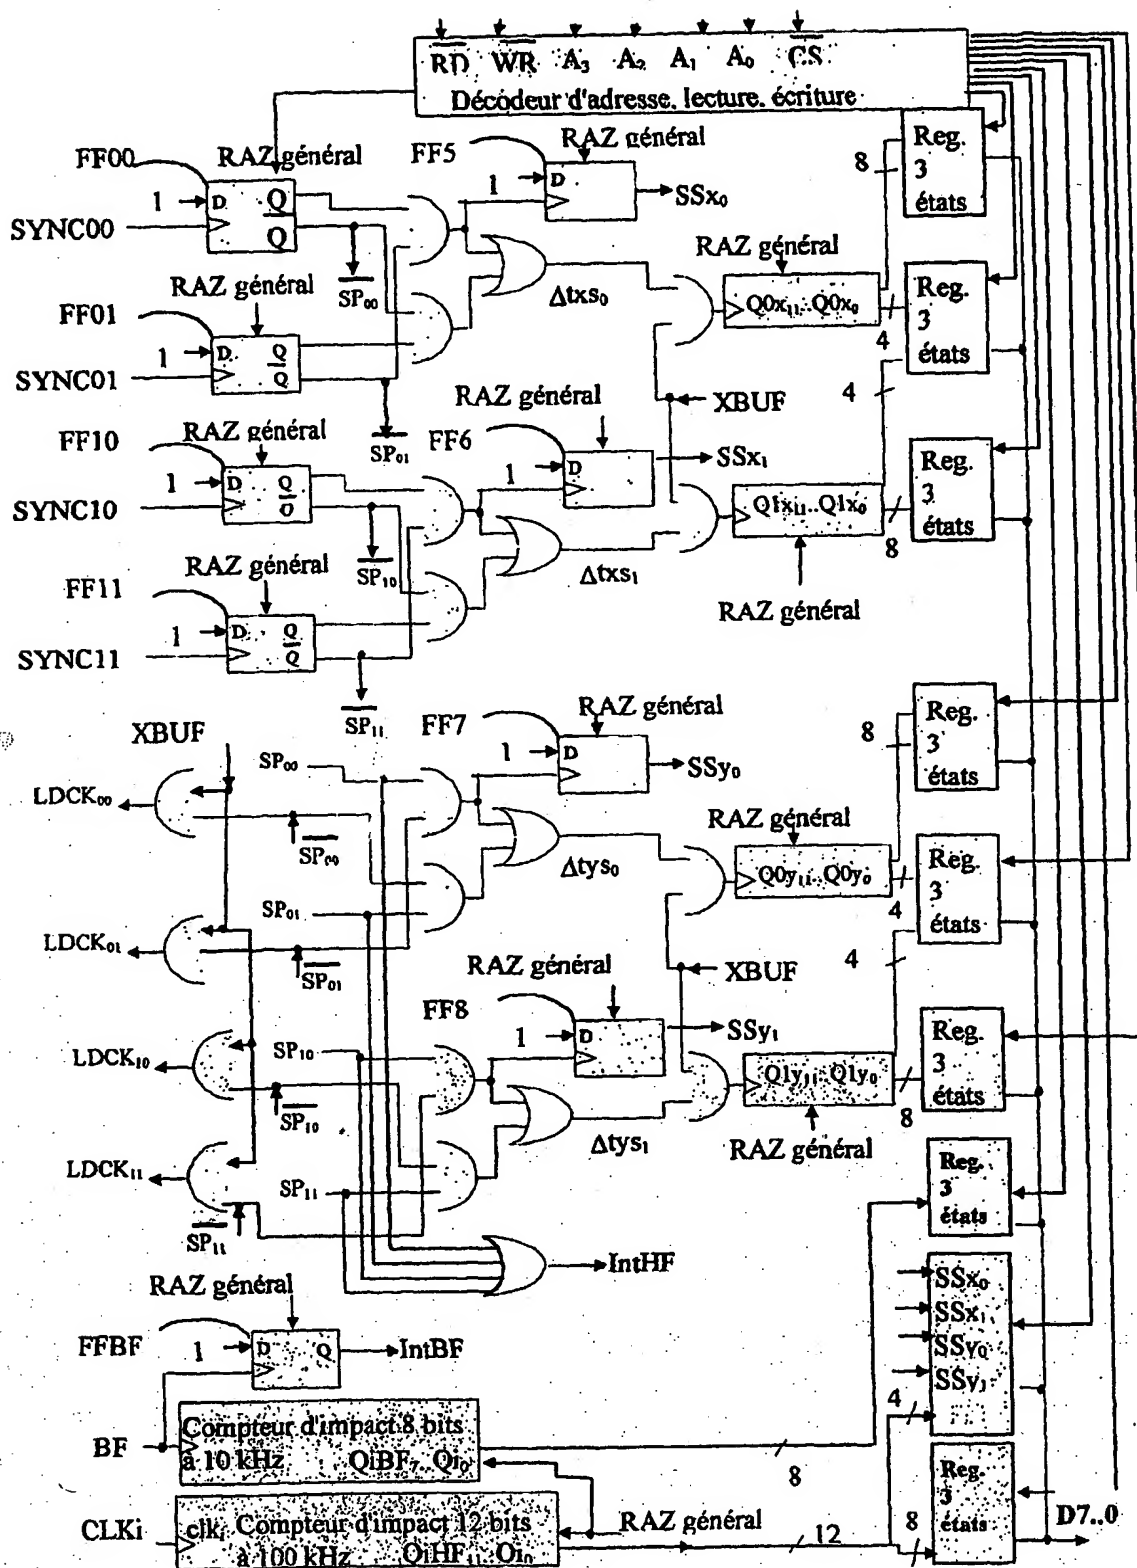 RD WR A3 A2 A1 A0 CS
Décodeur d'adresse, lecture, écriture
FF00
RAZ général
1
D
Q
Q
SYNC00
SP00
FF5
RAZ général
1
D
SSx0
8
Reg.
3
états
RAZ général
FF01
1
D
Q
Q
SYNC01
SP01
Δtxs0
RAZ général
Q0x11..Q0x0
4
Reg.
3
états
XBUF
4
FF10
RAZ général
1
D
Q
Q
SYNC10
SP10
RAZ général
FF6
1
D
SSx1
Δtxs1
Q1x11..Q1x0
8
RAZ général
Reg.
3
états
RAZ général
FF11
1
D
Q
Q
SYNC11
SP11
XBUF
LDCK00
SP00
SP00
FF7
RAZ général
1
D
SSy0
8
Reg.
3
états
RAZ général
Δtys0
Q0y11..Q0y0
4
Reg.
3
états
SP01
LDCK01
SP01
XBUF
4
RAZ général
FF8
1
D
SSy1
SP10
LDCK10
SP10
Q1y11..Q1y0
8
Reg.
3
états
Δtys1
RAZ général
SP11
LDCK11
SP11
Reg.
3
états
IntHF
RAZ général
FFBF
1
D
Q
IntBF
SSx0
SSx1
SSy0
SSy1
4
BF
Compteur d'impact 8 bits
à 10 kHz QiBF7..Qi0
8
CLKi
clki Compteur d'impact 12 bits
à 100 kHz QiHF11..Qi0
RAZ général
12
8
Reg.
3
états
D7..0